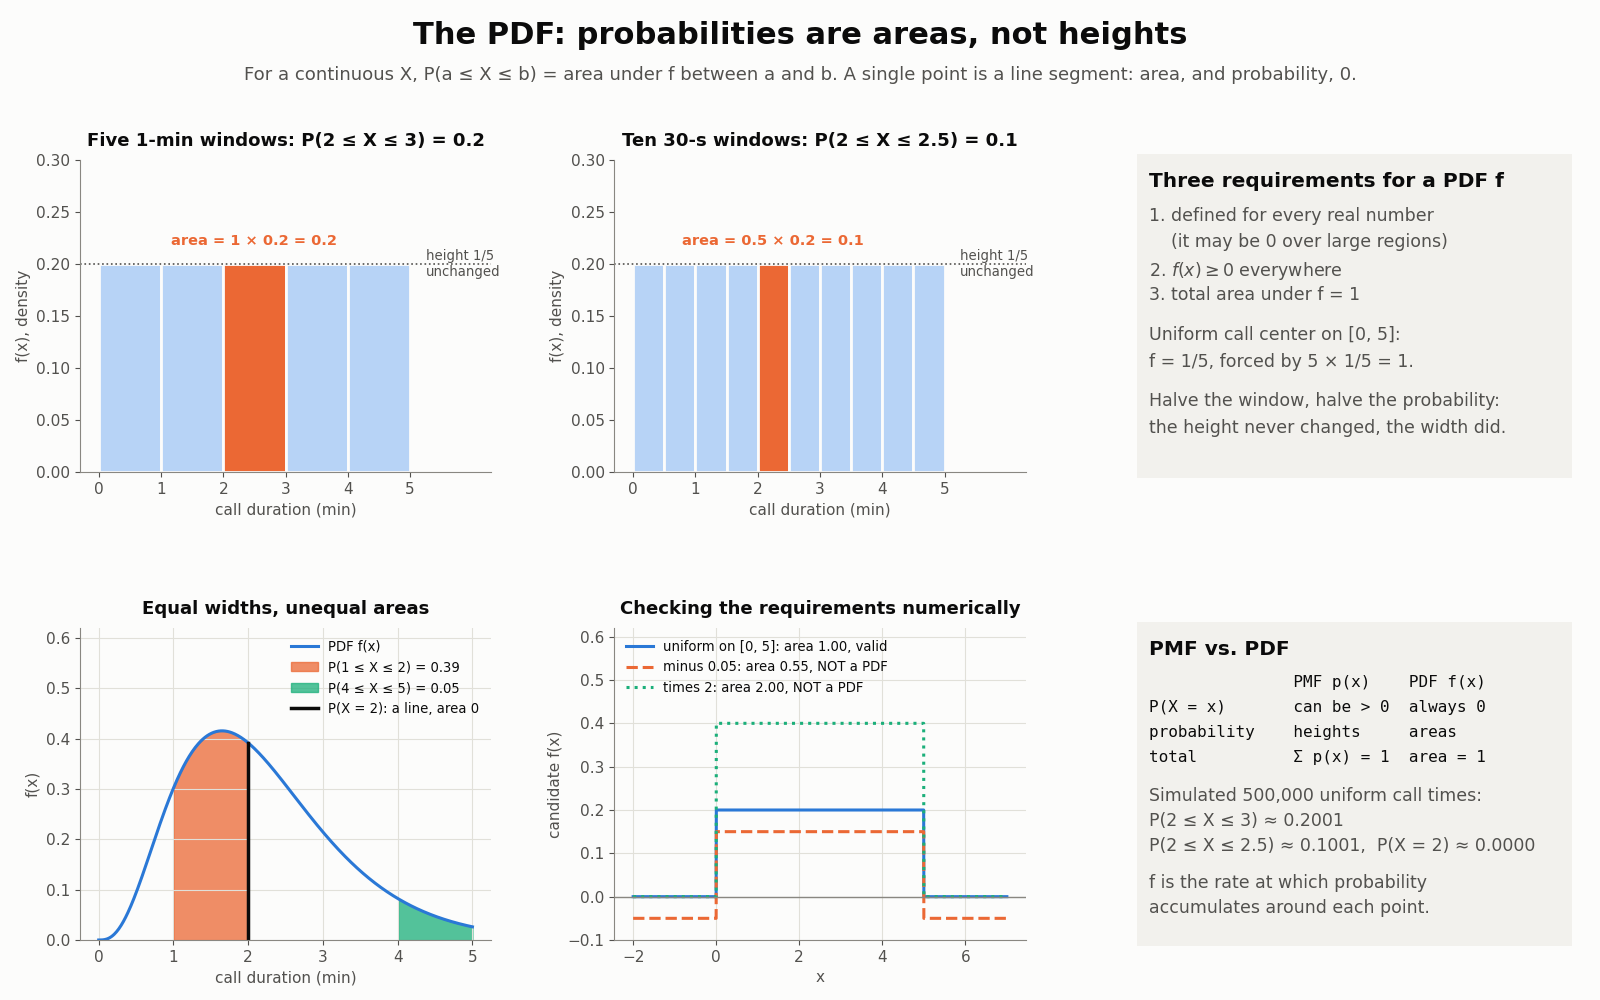 The PDF: probabilities are areas, not heights
For a continuous X, P(a ≤ X ≤ b) = area under f between a and b. A single point is a line segment: area, and probability, 0.
Five 1-min windows: P(2 ≤ X ≤ 3) = 0.2
0.30
0.25
0.20
0.15
0.10
0.05
0.00
f(x), density
area = 1 × 0.2 = 0.2
height 1/5
unchanged
0 1 2 3 4 5
call duration (min)
Ten 30-s windows: P(2 ≤ X ≤ 2.5) = 0.1
0.30
0.25
0.20
0.15
0.10
0.05
0.00
f(x), density
area = 0.5 × 0.2 = 0.1
height 1/5
unchanged
0 1 2 3 4 5
call duration (min)
Three requirements for a PDF f
1. defined for every real number
(it may be 0 over large regions)
2. f(x) ≥ 0 everywhere
3. total area under f = 1
Uniform call center on [0, 5]:
f = 1/5, forced by 5 × 1/5 = 1.
Halve the window, halve the probability:
the height never changed, the width did.
Equal widths, unequal areas
0.6
0.5
0.4
0.3
0.2
0.1
0.0
f(x)
PDF f(x)
P(1 ≤ X ≤ 2) = 0.39
P(4 ≤ X ≤ 5) = 0.05
P(X = 2): a line, area 0
0 1 2 3 4 5
call duration (min)
Checking the requirements numerically
0.6
0.5
0.4
0.3
0.2
0.1
0.0
−0.1
candidate f(x)
uniform on [0, 5]: area 1.00, valid
minus 0.05: area 0.55, NOT a PDF
times 2: area 2.00, NOT a PDF
−2 0 2 4 6
x
PMF vs. PDF
PMF p(x) PDF f(x)
P(X = x) can be > 0 always 0
probability heights areas
total Σ p(x) = 1 area = 1
Simulated 500,000 uniform call times:
P(2 ≤ X ≤ 3) ≈ 0.2001
P(2 ≤ X ≤ 2.5) ≈ 0.1001, P(X = 2) ≈ 0.0000
f is the rate at which probability
accumulates around each point.